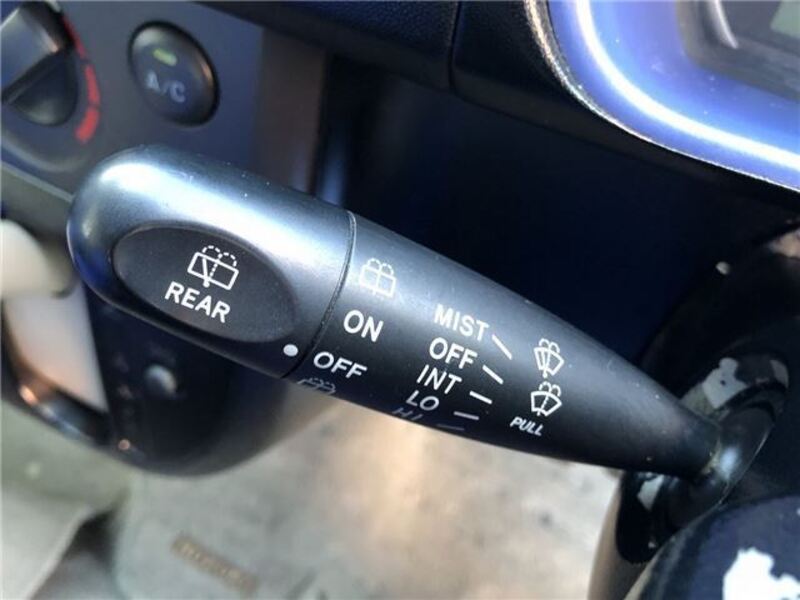 A/C
REAR
ON
OFF
MIST
OFF
INT
LO
HI
PULL